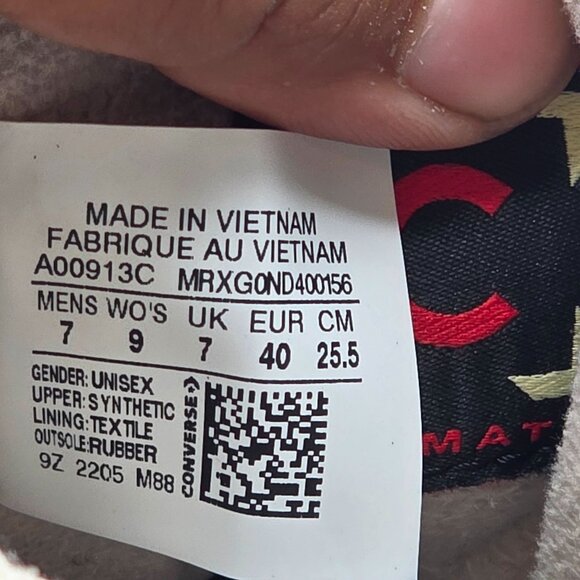 MADE IN VIETNAM
FABRIQUE AU VIETNAM
A00913C MRXG0ND400156
MENS WO'S UK EUR CM
7 9 7 40 25.5
GENDER: UNISEX
UPPER: SYNTHETIC
LINING: TEXTILE
OUTSOLE: RUBBER
9Z 2205 M88
CONVERSE
C
MAT